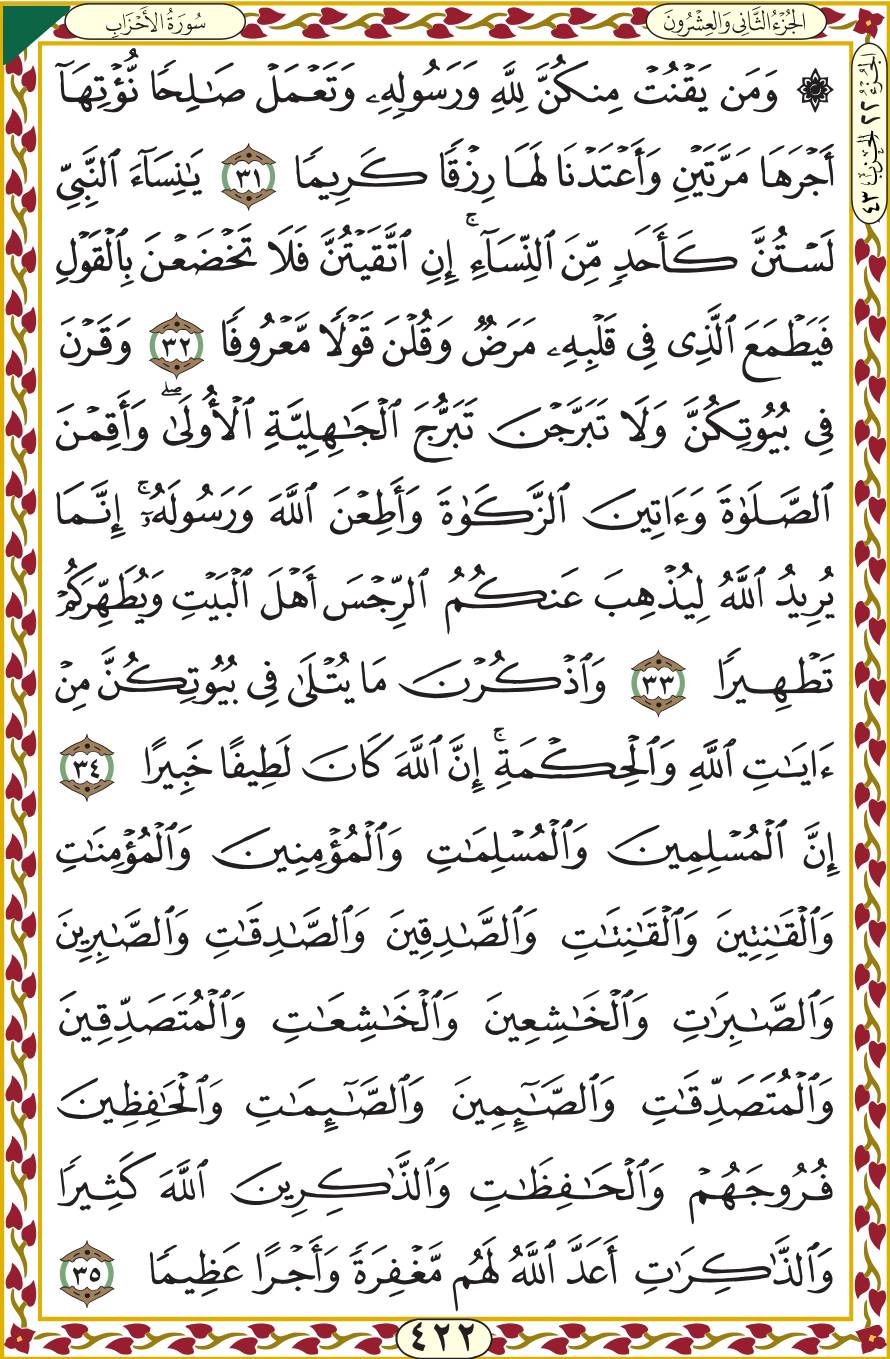 الجُزْءُ الثَّانِي وَالعِشْرُونَ
سُورَةُ الأَحْزَابِ
الجُزْءُ ٢٢ الحِزْبُ ٤٣
۞ وَمَن يَقْنُتْ مِنكُنَّ لِلَّهِ وَرَسُولِهِۦ وَتَعْمَلْ صَـٰلِحًا نُّؤْتِهَآ
أَجْرَهَا مَرَّتَيْنِ وَأَعْتَدْنَا لَهَا رِزْقًا كَرِيمًا ٣١ يَـٰنِسَآءَ ٱلنَّبِيِّ
لَسْتُنَّ كَأَحَدٍ مِّنَ ٱلنِّسَآءِ ۚ إِنِ ٱتَّقَيْتُنَّ فَلَا تَخْضَعْنَ بِٱلْقَوْلِ
فَيَطْمَعَ ٱلَّذِى فِى قَلْبِهِۦ مَرَضٌ وَقُلْنَ قَوْلًا مَّعْرُوفًا ٣٢ وَقَرْنَ
فِى بُيُوتِكُنَّ وَلَا تَبَرَّجْنَ تَبَرُّجَ ٱلْجَـٰهِلِيَّةِ ٱلْأُولَىٰ ۖ وَأَقِمْنَ
ٱلصَّلَوٰةَ وَءَاتِينَ ٱلزَّكَوٰةَ وَأَطِعْنَ ٱللَّهَ وَرَسُولَهُۥٓ ۚ إِنَّمَا
يُرِيدُ ٱللَّهُ لِيُذْهِبَ عَنكُمُ ٱلرِّجْسَ أَهْلَ ٱلْبَيْتِ وَيُطَهِّرَكُمْ
تَطْهِيرًا ٣٣ وَٱذْكُرْنَ مَا يُتْلَىٰ فِى بُيُوتِكُنَّ مِنْ
ءَايَـٰتِ ٱللَّهِ وَٱلْحِكْمَةِ ۚ إِنَّ ٱللَّهَ كَانَ لَطِيفًا خَبِيرًا ٣٤
إِنَّ ٱلْمُسْلِمِينَ وَٱلْمُسْلِمَـٰتِ وَٱلْمُؤْمِنِينَ وَٱلْمُؤْمِنَـٰتِ
وَٱلْقَـٰنِتِينَ وَٱلْقَـٰنِتَـٰتِ وَٱلصَّـٰدِقِينَ وَٱلصَّـٰدِقَـٰتِ وَٱلصَّـٰبِرِينَ
وَٱلصَّـٰبِرَٰتِ وَٱلْخَـٰشِعِينَ وَٱلْخَـٰشِعَـٰتِ وَٱلْمُتَصَدِّقِينَ
وَٱلْمُتَصَدِّقَـٰتِ وَٱلصَّـٰٓئِمِينَ وَٱلصَّـٰٓئِمَـٰتِ وَٱلْحَـٰفِظِينَ
فُرُوجَهُمْ وَٱلْحَـٰفِظَـٰتِ وَٱلذَّٰكِرِينَ ٱللَّهَ كَثِيرًا
وَٱلذَّٰكِرَٰتِ أَعَدَّ ٱللَّهُ لَهُم مَّغْفِرَةً وَأَجْرًا عَظِيمًا ٣٥
٤٢٢